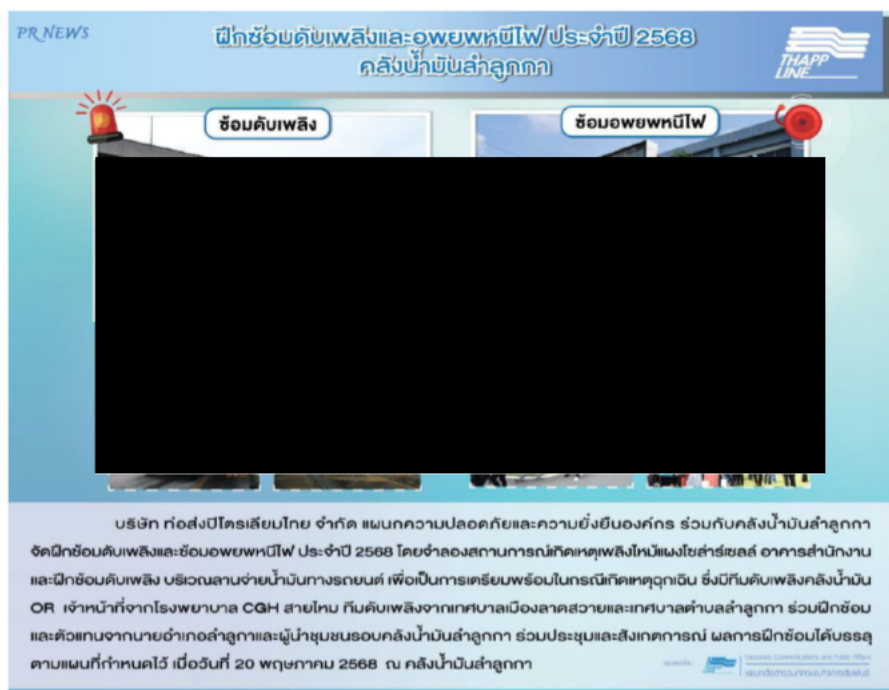 PR NEWS
ฝึกซ้อมดับเพลิงและอพยพหนีไฟ ประจำปี 2568
คลังน้ำมันลำลูกกา
THAPP
LINE
ซ้อมดับเพลิง
ซ้อมอพยพหนีไฟ
บริษัท ท่อส่งปิโตรเลียมไทย จำกัด แผนกความปลอดภัยและความยั่งยืนองค์กร ร่วมกับคลังน้ำมันลำลูกกา
จัดฝึกซ้อมดับเพลิงและซ้อมอพยพหนีไฟ ประจำปี 2568 โดยจำลองสถานการณ์เกิดเหตุเพลิงไหม้แผงโซล่าร์เซลล์ อาคารสำนักงาน
และฝึกซ้อมดับเพลิง บริเวณลานจ่ายน้ำมันทางรถยนต์ เพื่อเป็นการเตรียมพร้อมในกรณีเกิดเหตุฉุกเฉิน ซึ่งมีทีมดับเพลิงคลังน้ำมัน
OR เจ้าหน้าที่จากโรงพยาบาล CGH สายไหม ทีมดับเพลิงจากเทศบาลเมืองลาดสวายและเทศบาลตำบลลำลูกกา ร่วมฝึกซ้อม
และตัวแทนจากนายอำเภอลำลูกาและผู้นำชุมชนรอบคลังน้ำมันลำลูกกา ร่วมประชุมและสังเกตการณ์ ผลการฝึกซ้อมได้บรรลุ
ตามแผนที่กำหนดไว้ เมื่อวันที่ 20 พฤษภาคม 2568 ณ คลังน้ำมันลำลูกกา
Corporate Communications and Public Affairs